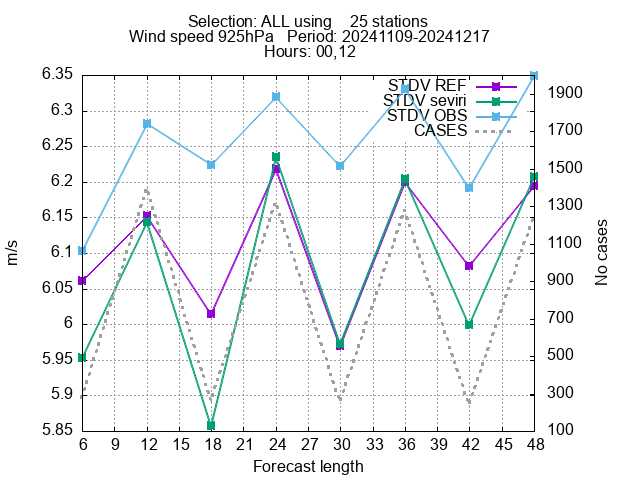 Selection: ALL using    25 stations
Wind speed 925hPa   Period: 20241109-20241217
Hours: 00,12
STDV REF
STDV seviri
STDV OBS
CASES
6.35
6.3
6.25
6.2
6.15
6.1
6.05
6
5.95
5.9
5.85
m/s
1900
1700
1500
1300
1100
900
700
500
300
100
No cases
6 9 12 15 18 21 24 27 30 33 36 39 42 45 48
Forecast length